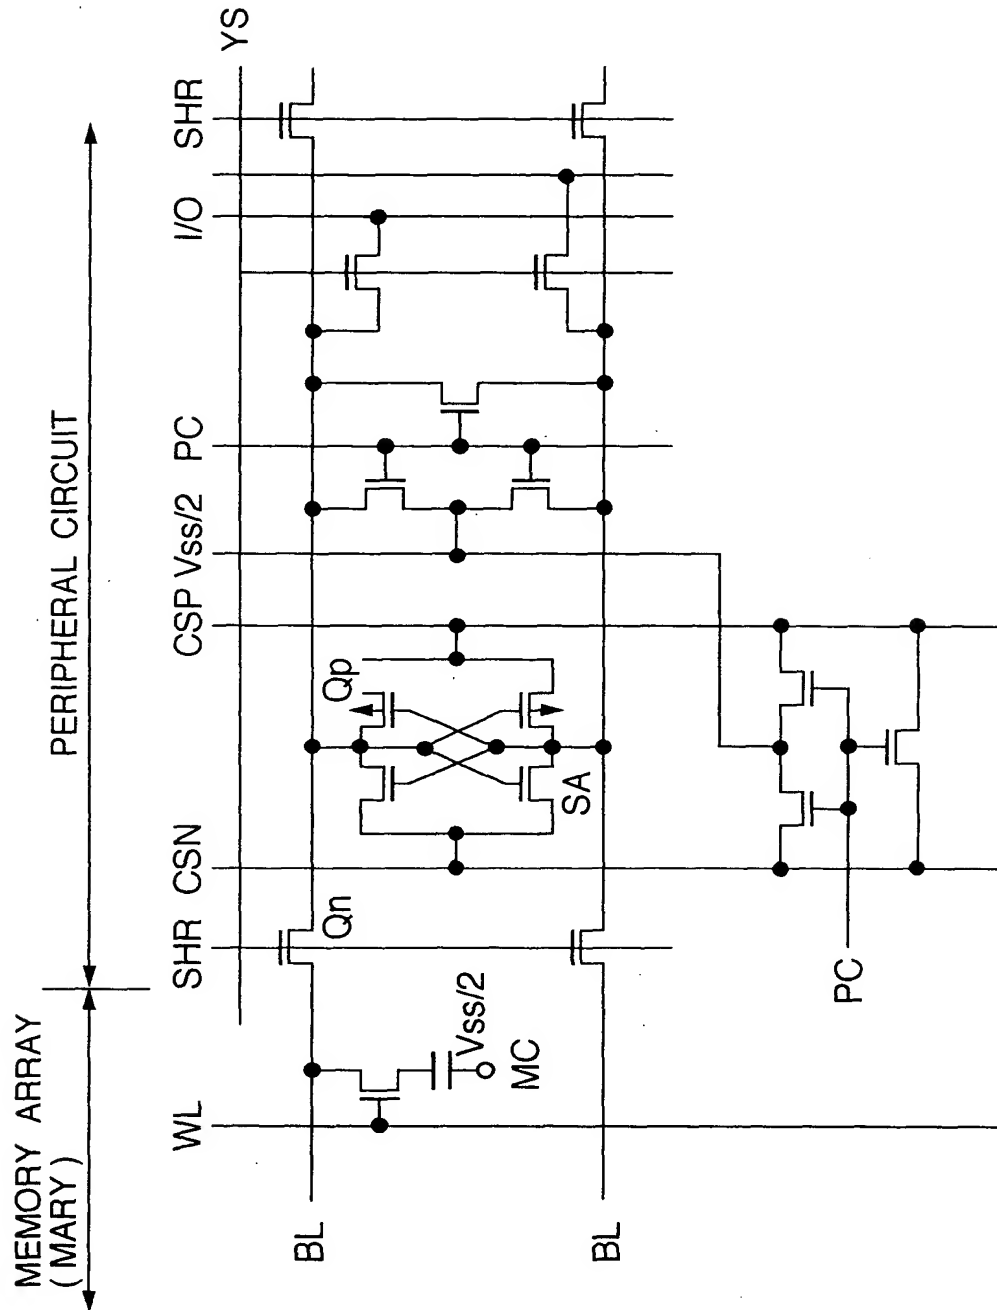 MEMORY ARRAY
( MARY )
PERIPHERAL CIRCUIT
WL
SHR
CSN
CSP
Vss/2
PC
I/O
SHR
YS
BL
BL
Qn
Qp
SA
Vss/2
MC
PC